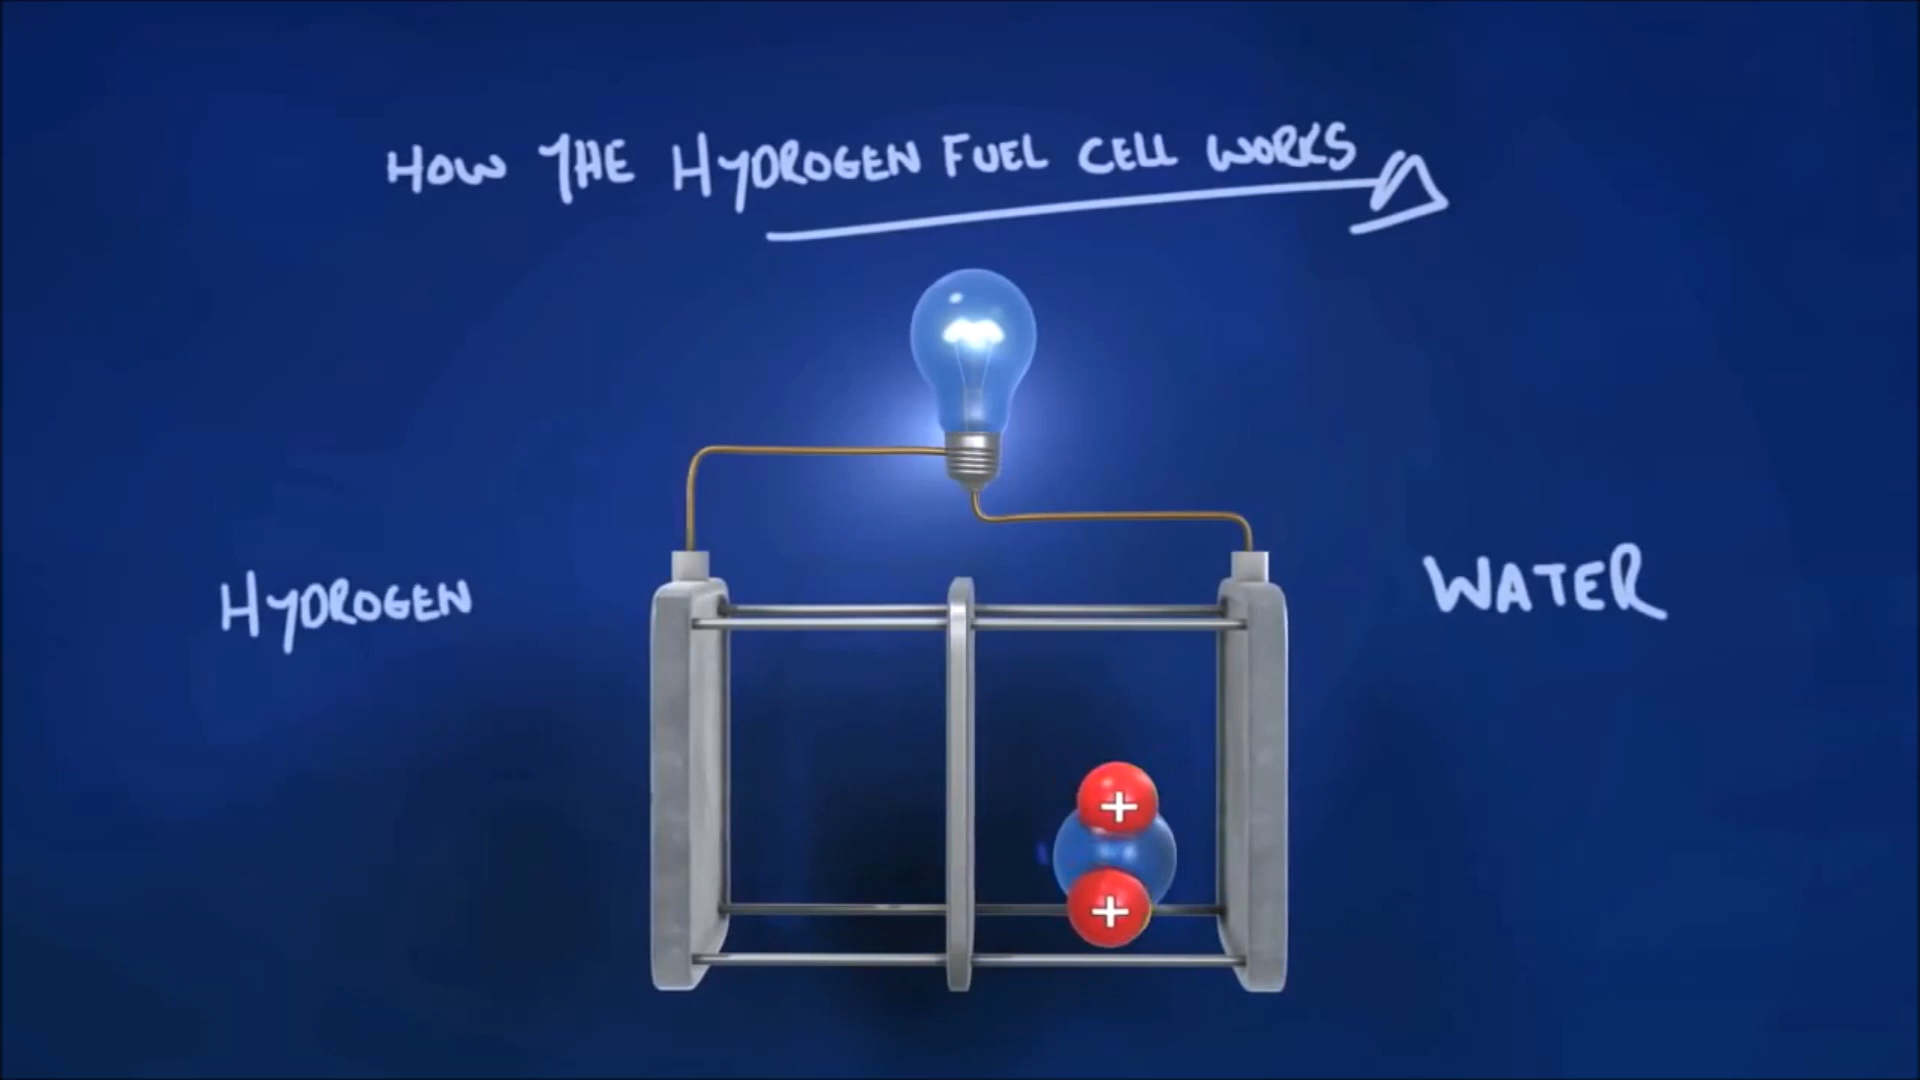 HOW THE HYDROGEN FUEL CELL WORKS
HYDROGEN
WATER
+
+